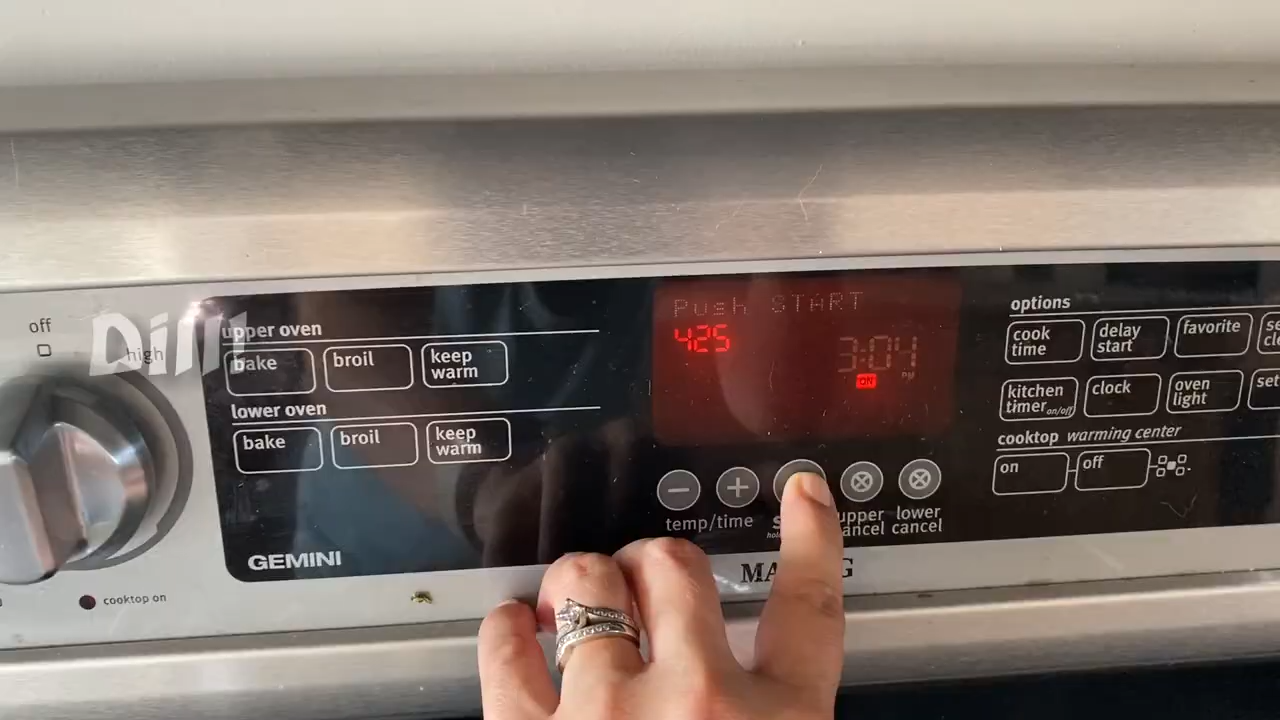 Push START
425
3:04
PM
ON
off
high
Dill!
upper oven
bake
broil
keep warm
lower oven
bake
broil
keep warm
GEMINI
cooktop on
temp/time
upper
lower cancel
options
cook time
delay start
favorite
kitchen timer on/off
clock
oven light
cooktop warming center
on
off